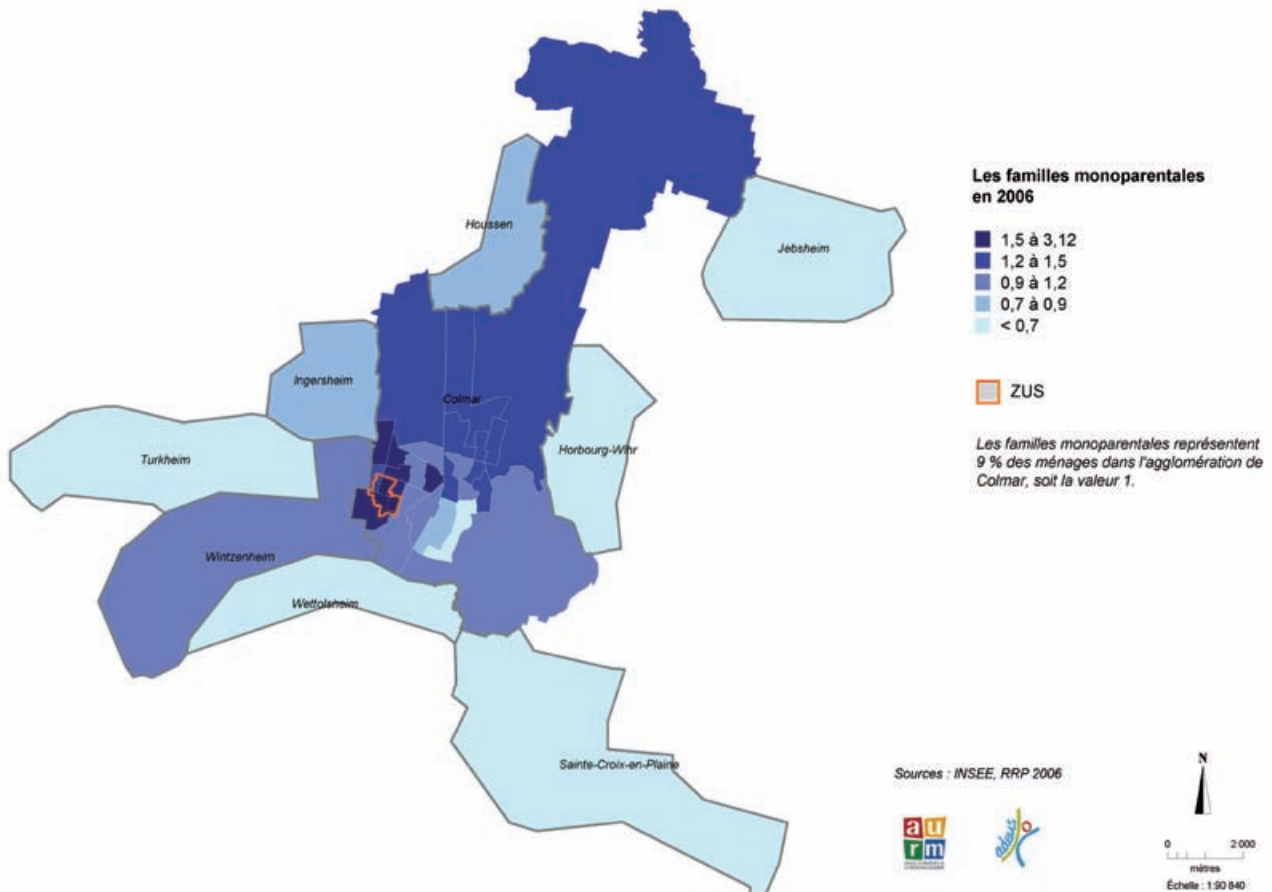 Les familles monoparentales
en 2006
1,5 à 3,12
1,2 à 1,5
0,9 à 1,2
0,7 à 0,9
< 0,7
ZUS
Les familles monoparentales représentent
9 % des ménages dans l'agglomération de
Colmar, soit la valeur 1.
Houssen
Jebsheim
Ingersheim
Colmar
Turkheim
Horbourg-Wihr
Wintzenheim
Wettolsheim
Sainte-Croix-en-Plaine
Sources : INSEE, RRP 2006
au
rm
adauhr
N
0 2 000
mètres
Échelle : 1:90 840